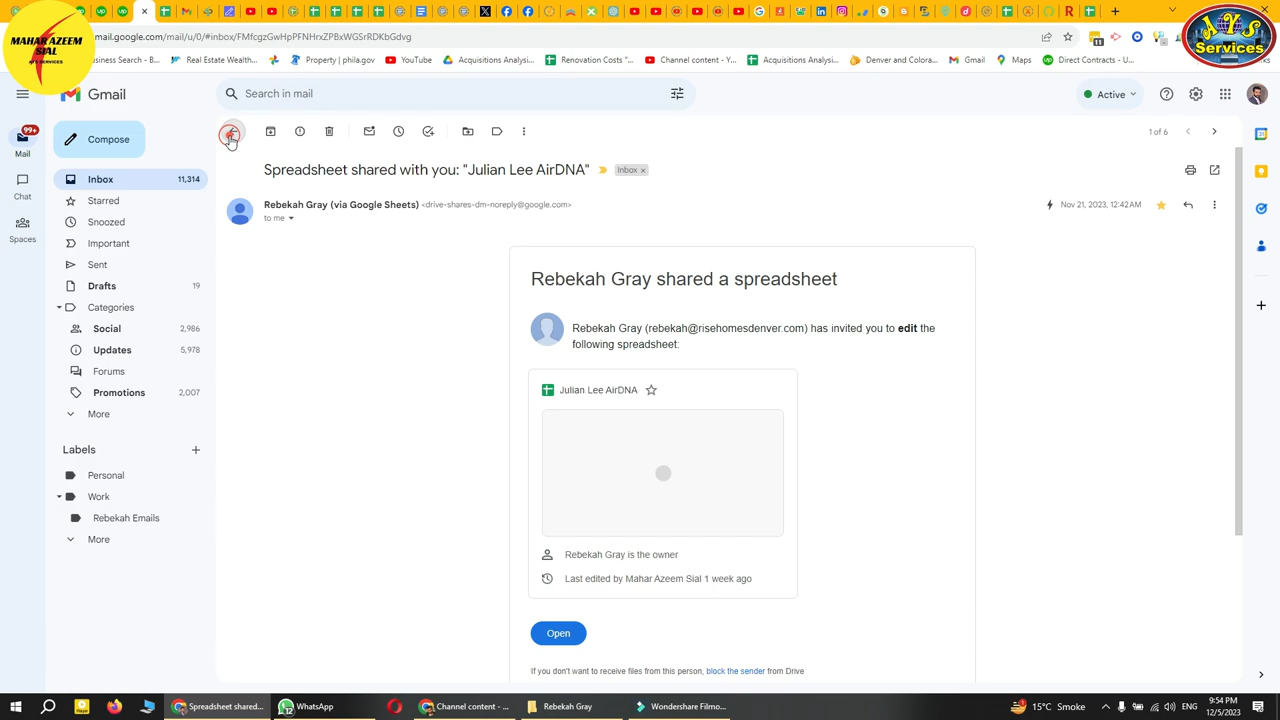 MAHAR AZEEM
SIAL
AYS SERVICES
AYS
Services
mail.google.com/mail/u/0/#inbox/FMfcgzGwHpPFNHrxZPBxWGSrRDKbGdvg
usiness Search - B...
Real Estate Wealth...
Property | phila.gov
YouTube
Acquisitions Analysi...
Renovation Costs "...
Channel content - Y...
Acquisitions Analysi...
Denver and Colora...
Gmail
Maps
Direct Contracts - U...
Gmail
Search in mail
Active
99+
Mail
Chat
Spaces
Compose
Inbox 11,314
Starred
Snoozed
Important
Sent
Drafts 19
Categories
Social 2,986
Updates 5,978
Forums
Promotions 2,007
More
Labels
Personal
Work
Rebekah Emails
More
1 of 6
Spreadsheet shared with you: "Julian Lee AirDNA"
Inbox x
Rebekah Gray (via Google Sheets) <drive-shares-dm-noreply@google.com>
Nov 21, 2023, 12:42AM
to me
Rebekah Gray shared a spreadsheet
Rebekah Gray (rebekah@risehomesdenver.com) has invited you to edit the
following spreadsheet:
Julian Lee AirDNA
Rebekah Gray is the owner
Last edited by Mahar Azeem Sial 1 week ago
Open
If you don't want to receive files from this person, block the sender from Drive
Spreadsheet shared...
WhatsApp
Channel content - ...
Rebekah Gray
Wondershare Filmo...
15°C Smoke
9:54 PM
12/5/2023